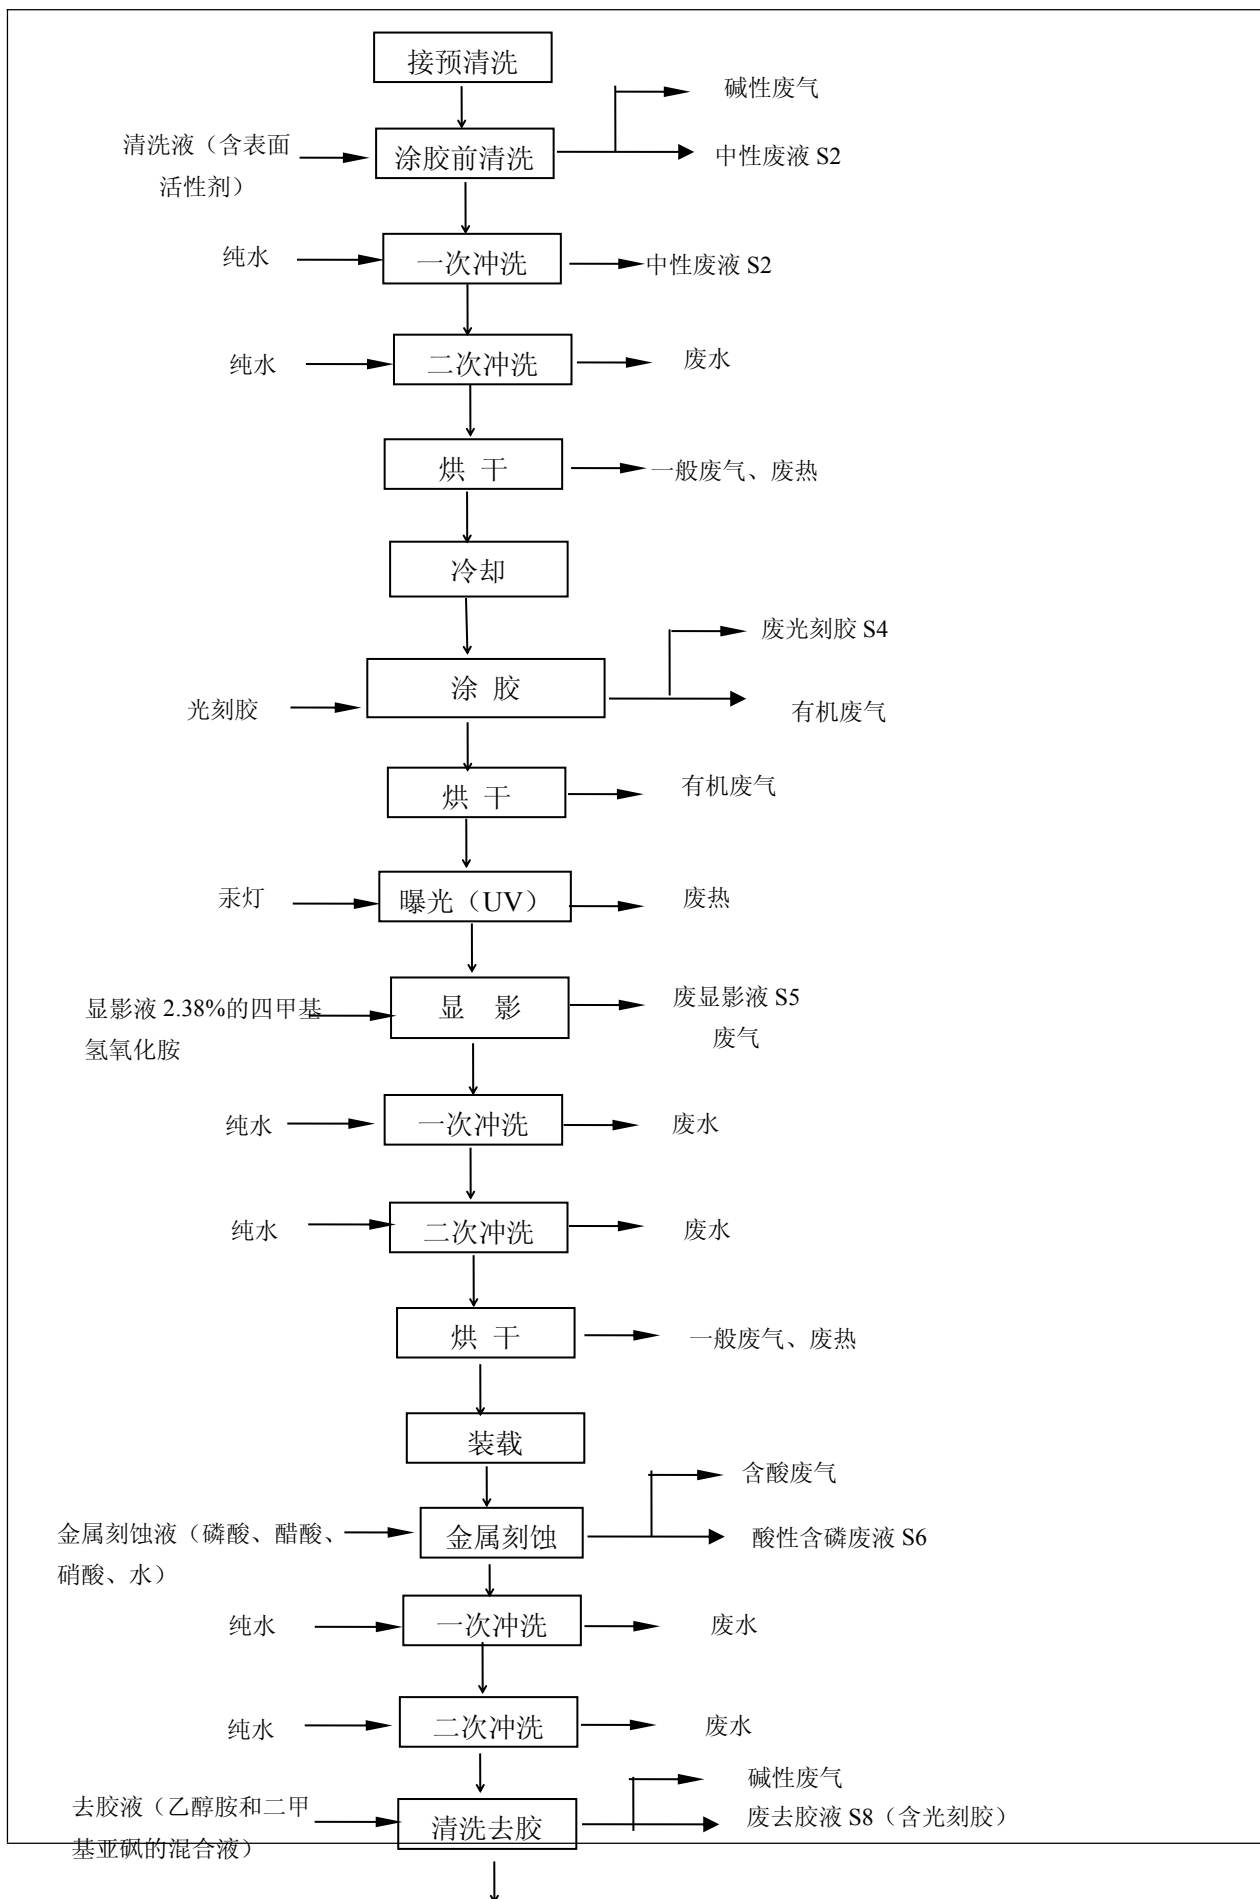 接预清洗
碱性废气
清洗液（含表面
活性剂）
涂胶前清洗
中性废液 S2
纯水
一次冲洗
中性废液 S2
纯水
二次冲洗
废水
烘 干
一般废气、废热
冷却
废光刻胶 S4
涂 胶
光刻胶
有机废气
烘 干
有机废气
汞灯
曝光（UV）
废热
显影液 2.38%的四甲基
氢氧化胺
显 影
废显影液 S5
废气
纯水
一次冲洗
废水
纯水
二次冲洗
废水
烘 干
一般废气、废热
装载
含酸废气
金属刻蚀液（磷酸、醋酸、
硝酸、水）
金属刻蚀
酸性含磷废液 S6
纯水
一次冲洗
废水
纯水
二次冲洗
废水
碱性废气
去胶液（乙醇胺和二甲
基亚砜的混合液）
清洗去胶
废去胶液 S8（含光刻胶）